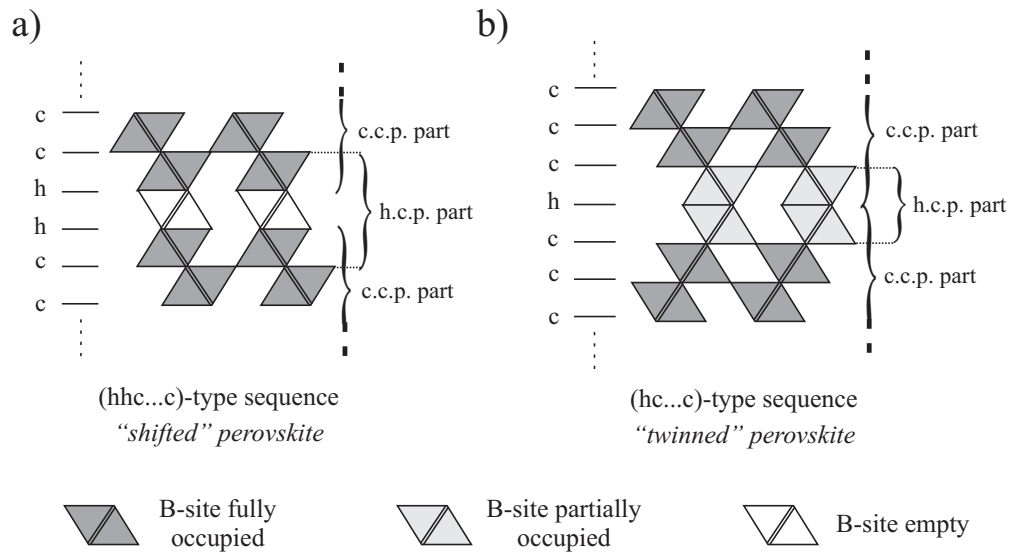 a)
c
c
h
h
c
c
c.c.p. part
h.c.p. part
c.c.p. part
(hhc...c)-type sequence
“shifted” perovskite
b)
c
c
c
h
c
c
c
c.c.p. part
h.c.p. part
c.c.p. part
(hc...c)-type sequence
“twinned” perovskite
B-site fully
occupied
B-site partially
occupied
B-site empty